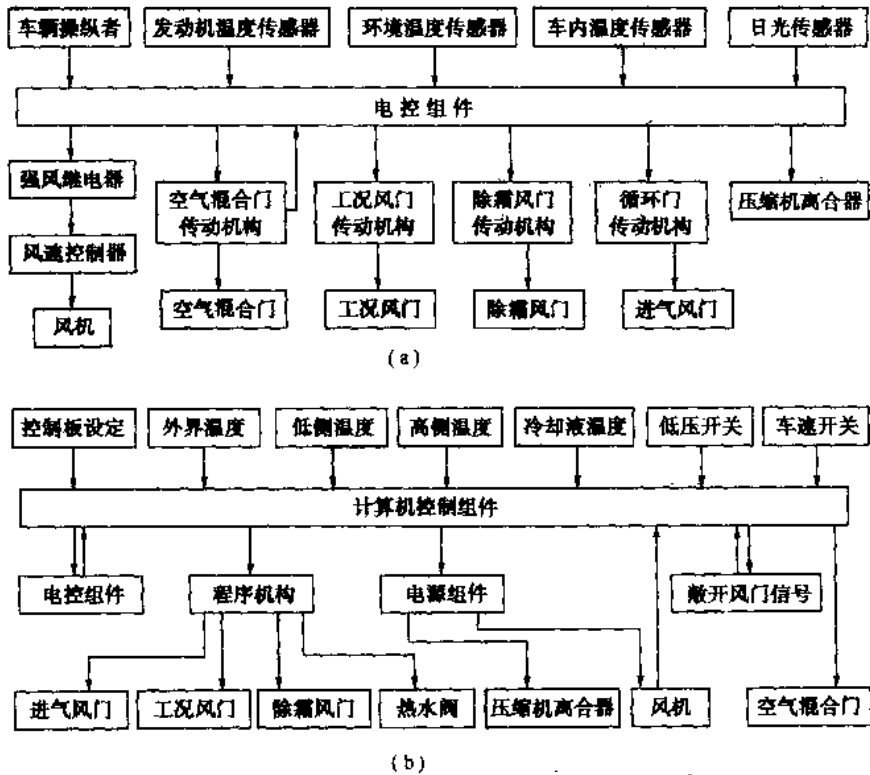 车辆操纵者 发动机温度传感器 环境温度传感器 车内温度传感器 日光传感器
电控组件
强风继电器
空气混合门
传动机构
工况风门
传动机构
除霜风门
传动机构
循环门
传动机构
压缩机离合器
风速控制器
空气混合门 工况风门 除霜风门 进气风门
风机
(a)
控制板设定 外界温度 低侧温度 高侧温度 冷却液温度 低压开关 车速开关
计算机控制组件
电控组件 程序机构 电源组件 敞开风门信号
进气风门 工况风门 除霜风门 热水阀 压缩机离合器 风机 空气混合门
(b)